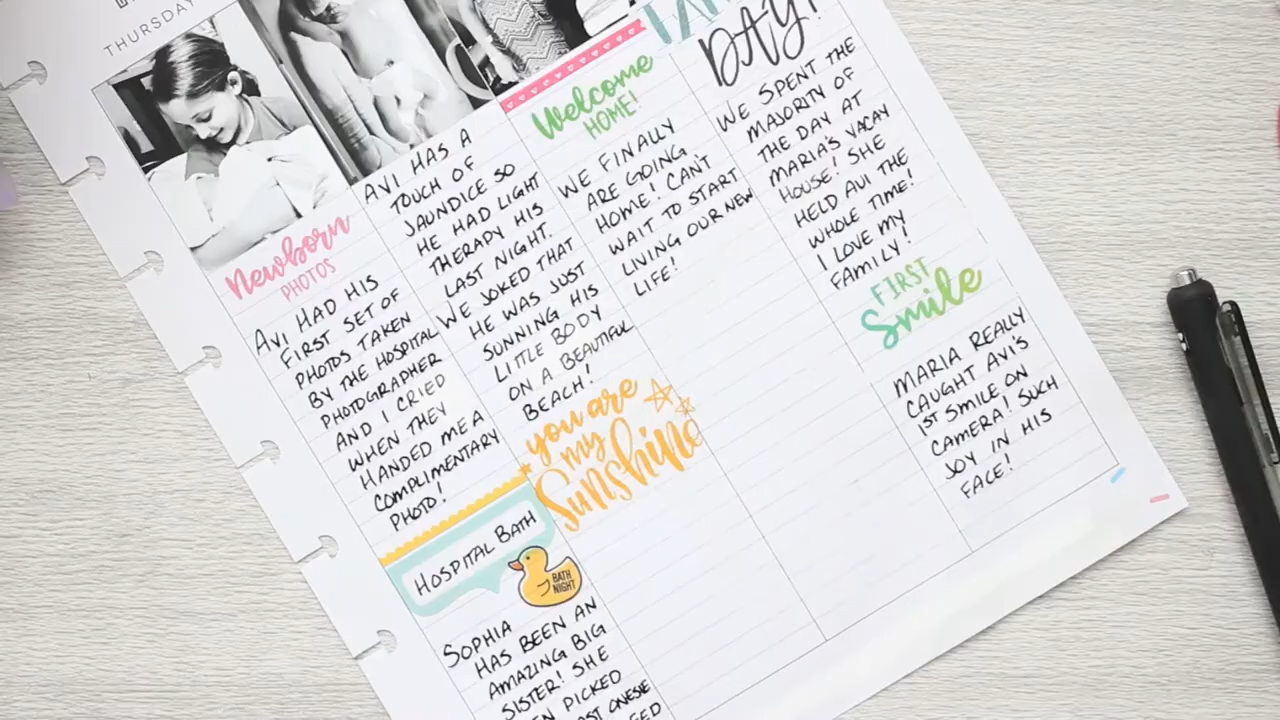 THURSDAY
Newborn
PHOTOS
AVI HAD HIS
FIRST SET OF
PHOTOS TAKEN
BY THE HOSPITAL
PHOTOGRAPHER
AND I CRIED
WHEN THEY
HANDED ME A
COMPLIMENTARY
PHOTO!
HOSPITAL BATH
BATH
NIGHT
SOPHIA
HAS BEEN AN
AMAZING BIG
SISTER! SHE
PICKED
ONESIE
AVI HAS A
TOUCH OF
JAUNDICE SO
HE HAD LIGHT
THERAPY HIS
LAST NIGHT.
WE JOKED THAT
HE WAS JUST
SUNNING HIS
LITTLE BODY
ON A BEAUTIFUL
BEACH!
you are
my
Sunshine
Welcome
HOME!
WE FINALLY
ARE GOING
HOME! CAN'T
WAIT TO START
LIVING OUR NEW
LIFE!
DAY!
WE SPENT THE
MAJORITY OF
THE DAY AT
MARIA'S VACAY
HOUSE! SHE
HELD AVI THE
WHOLE TIME!
I LOVE MY
FAMILY!
FIRST
Smile
MARIA REALLY
CAUGHT AVI'S
1ST SMILE ON
CAMERA! SUCH
JOY IN HIS
FACE!